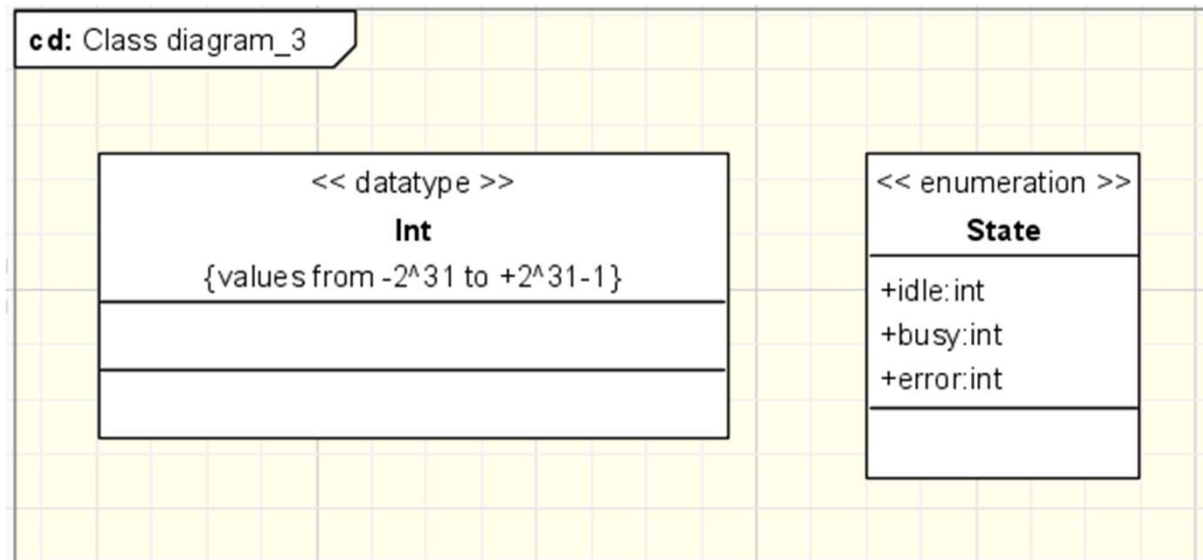 cd: Class diagram_3
<< datatype >>
Int
{values from -2^31 to +2^31-1}
<< enumeration >>
State
+idle:int
+busy:int
+error:int